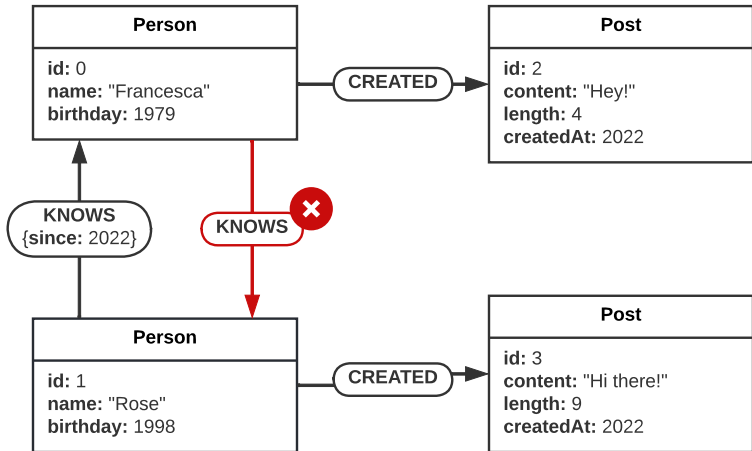 Person
id: 0
name: "Francesca"
birthday: 1979
CREATED
Post
id: 2
content: "Hey!"
length: 4
createdAt: 2022
KNOWS
{since: 2022}
KNOWS
Person
id: 1
name: "Rose"
birthday: 1998
CREATED
Post
id: 3
content: "Hi there!"
length: 9
createdAt: 2022